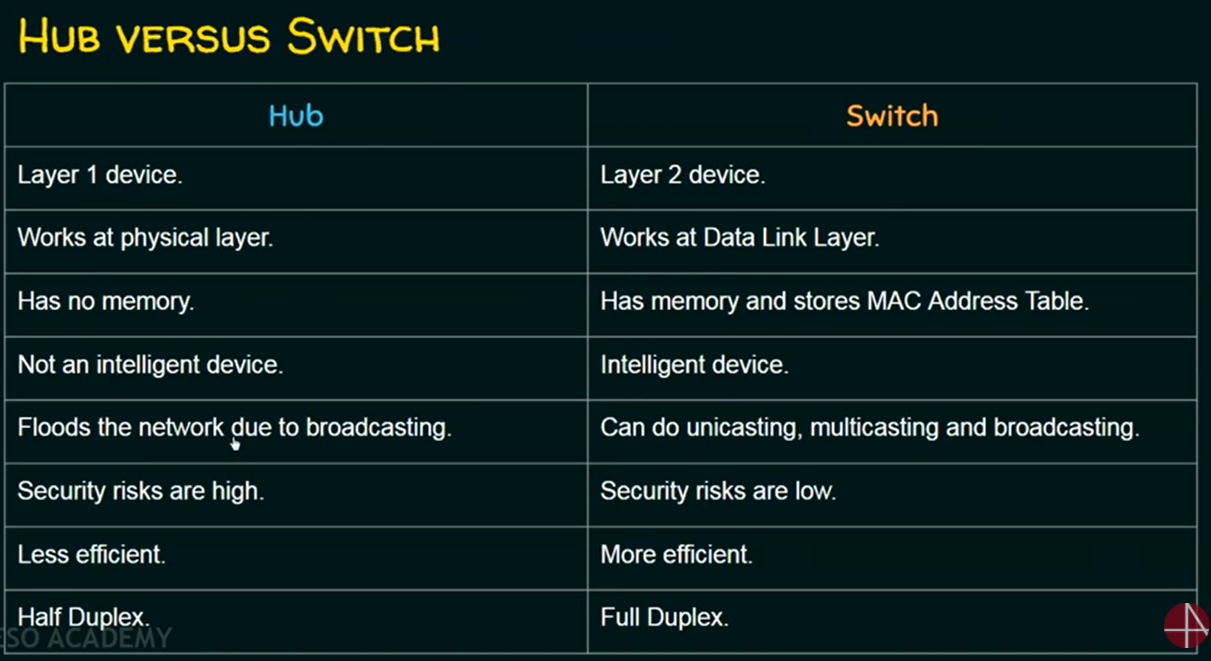 HUB VERSUS SWITCH
Hub
Switch
Layer 1 device.
Layer 2 device.
Works at physical layer.
Works at Data Link Layer.
Has no memory.
Has memory and stores MAC Address Table.
Not an intelligent device.
Intelligent device.
Floods the network due to broadcasting.
Can do unicasting, multicasting and broadcasting.
Security risks are high.
Security risks are low.
Less efficient.
More efficient.
Half Duplex.
Full Duplex.
ESO ACADEMY